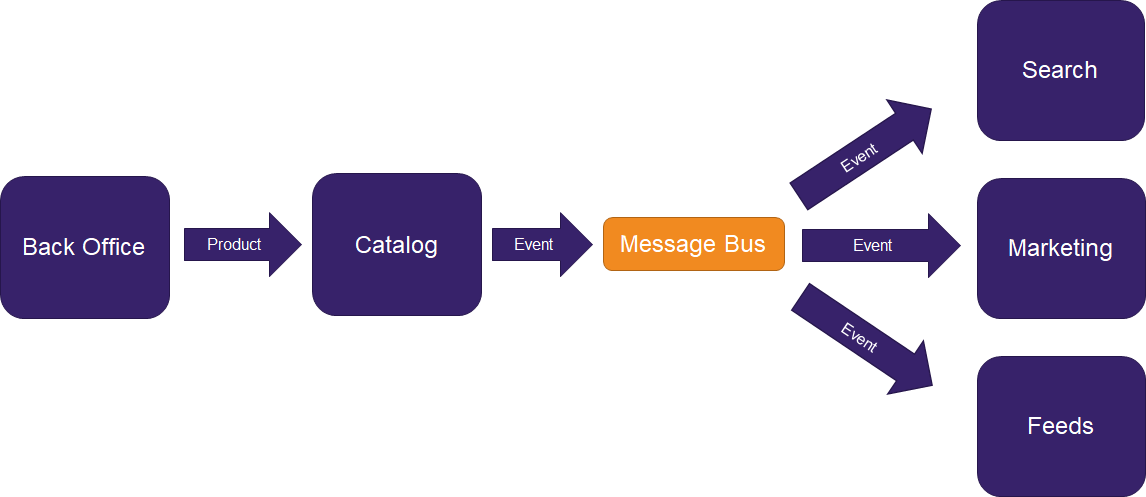 Back Office
Product
Catalog
Event
Message Bus
Event
Search
Event
Marketing
Event
Feeds